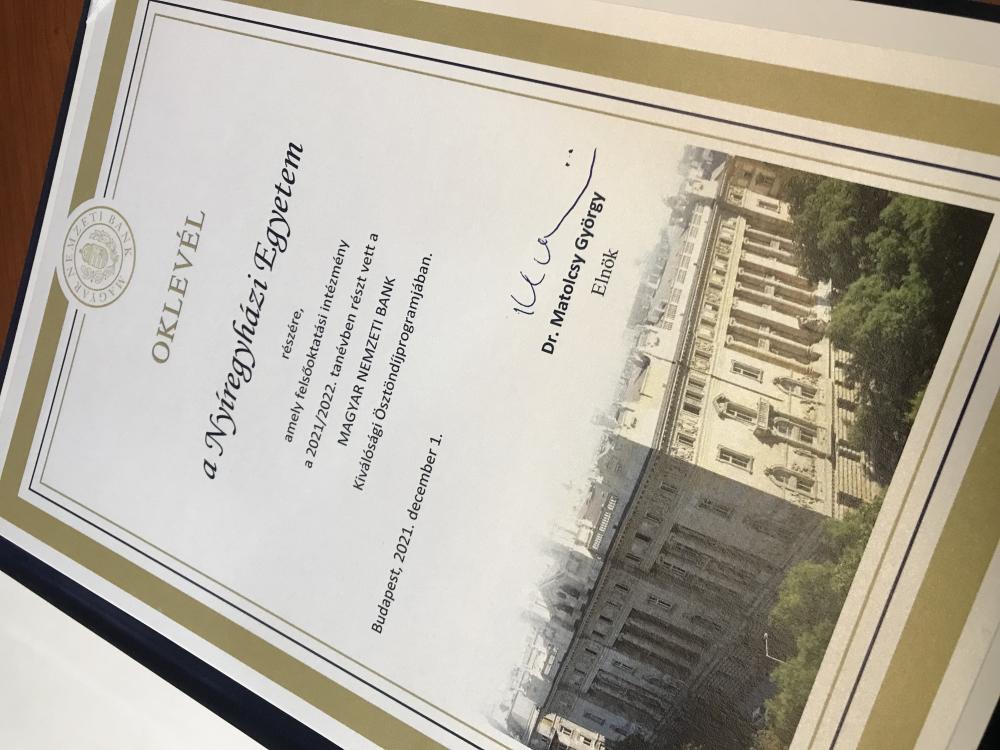 MAGYAR NEMZETI BANK
OKLEVÉL
a Nyíregyházi Egyetem
részére,
amely felsőoktatási intézmény
a 2021/2022. tanévben részt vett a
MAGYAR NEMZETI BANK
Kiválósági Ösztöndíjprogramjában.
Budapest, 2021. december 1.
Dr. Matolcsy György
Elnök